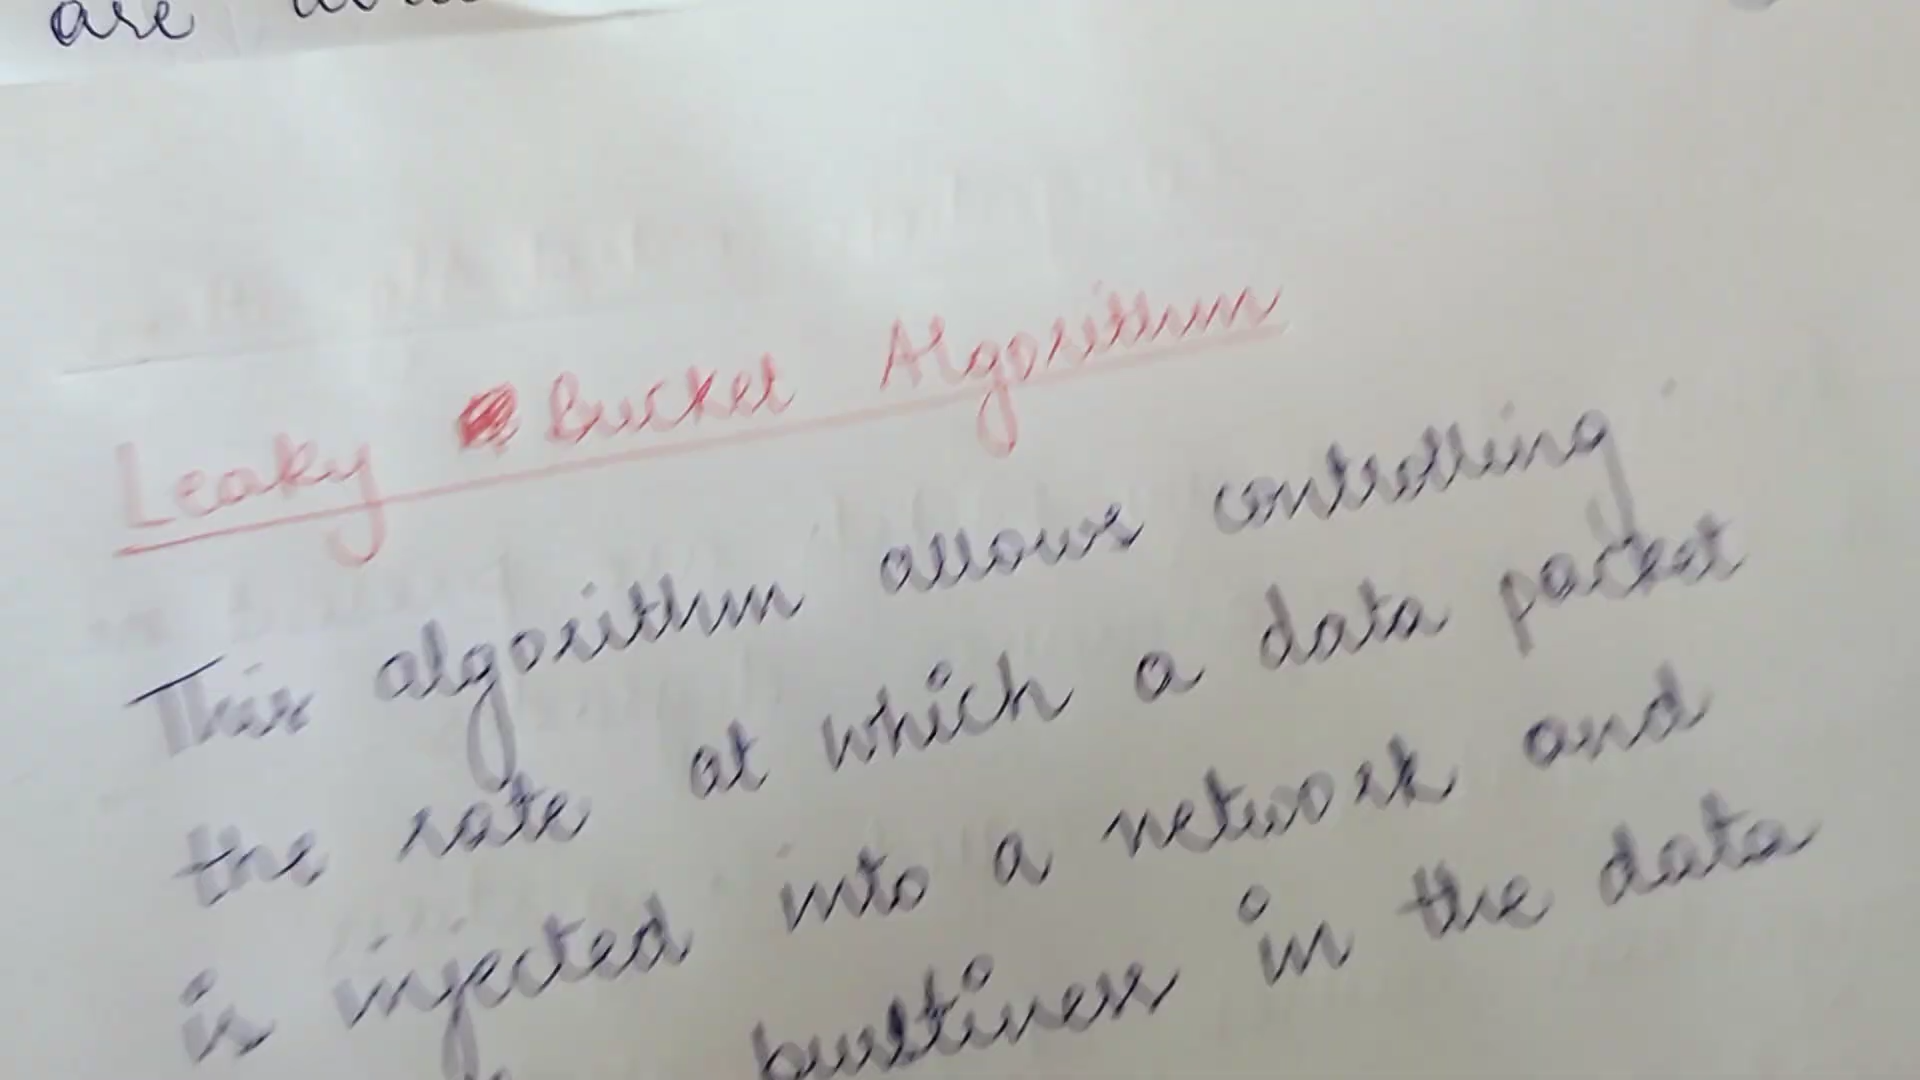 are
Leaky Bucket Algorithm
This algorithm allows controlling
the rate at which a data packet
is injected into a network and
burstiness in the data